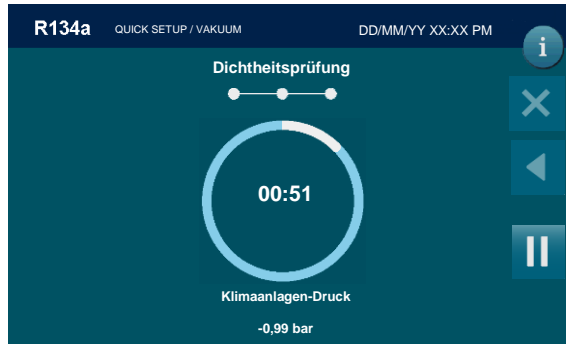 R134a QUICK SETUP / VAKUUM DD/MM/YY XX:XX PM
i
Dichtheitsprüfung
00:51
Klimaanlagen-Druck
-0,99 bar